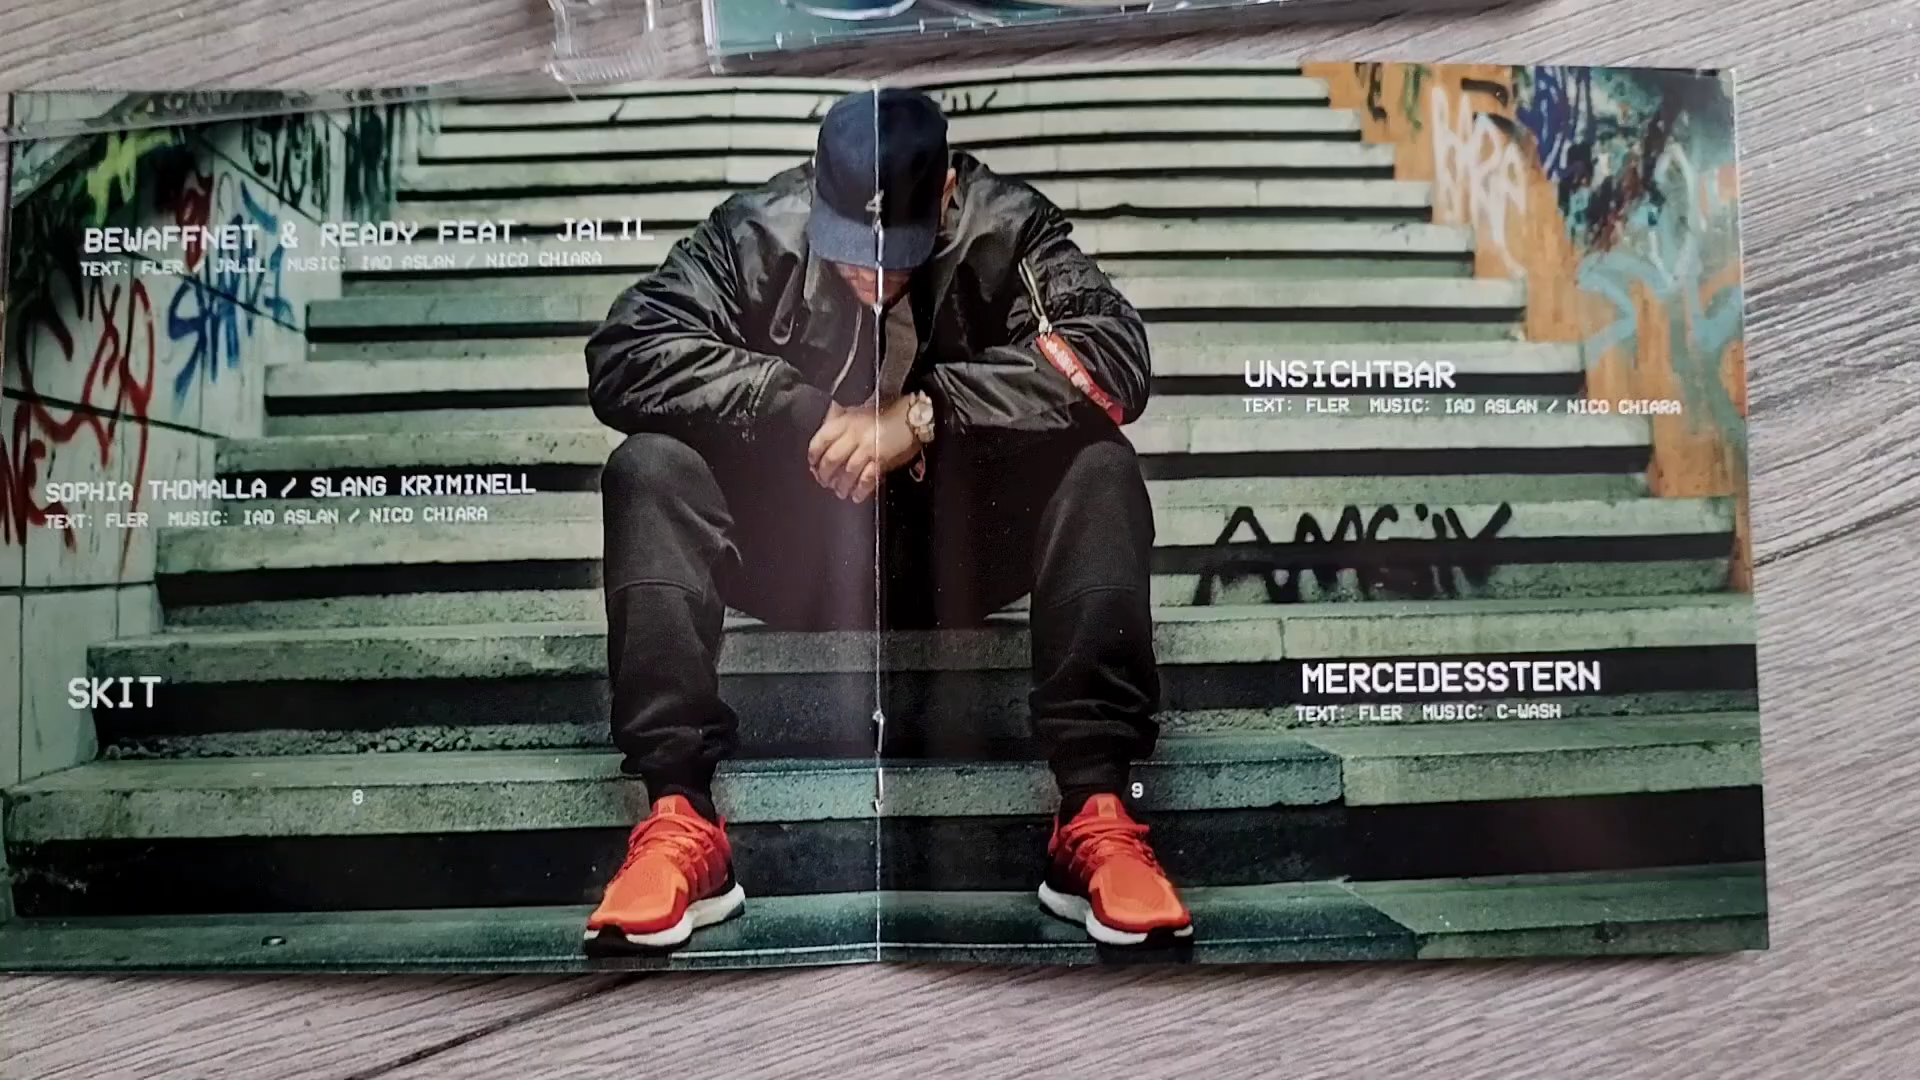 BEWAFFNET & READY FEAT. JALIL
TEXT: FLER / JALIL MUSIC: IAD ASLAN / NICO CHIARA
SOPHIA THOMALLA / SLANG KRIMINELL
TEXT: FLER MUSIC: IAD ASLAN / NICO CHIARA
SKIT
8
UNSICHTBAR
TEXT: FLER MUSIC: IAD ASLAN / NICO CHIARA
MERCEDESSTERN
TEXT: FLER MUSIC: C-WASH
9